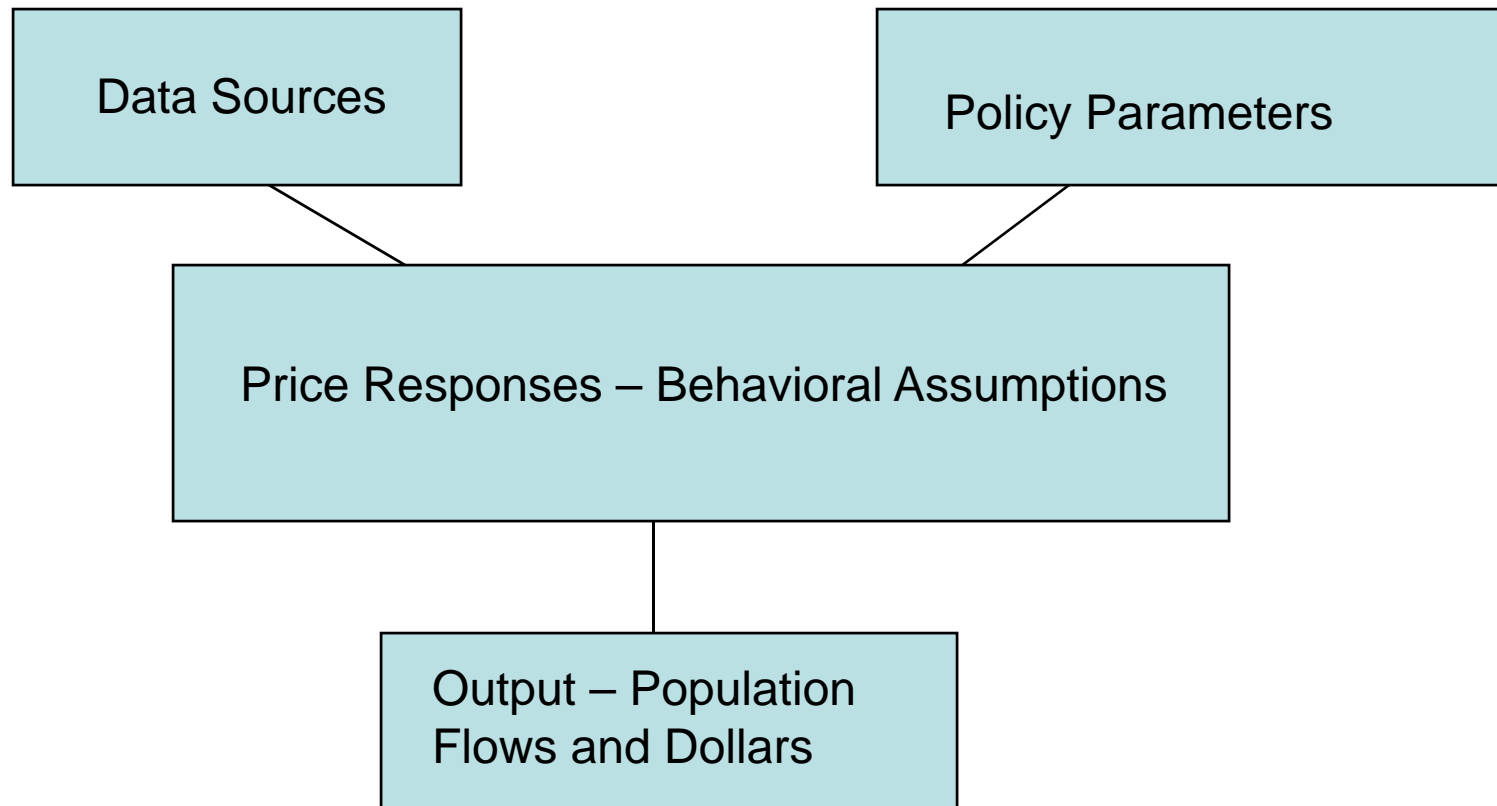 Data Sources
Policy Parameters
Price Responses – Behavioral Assumptions
Output – Population
Flows and Dollars